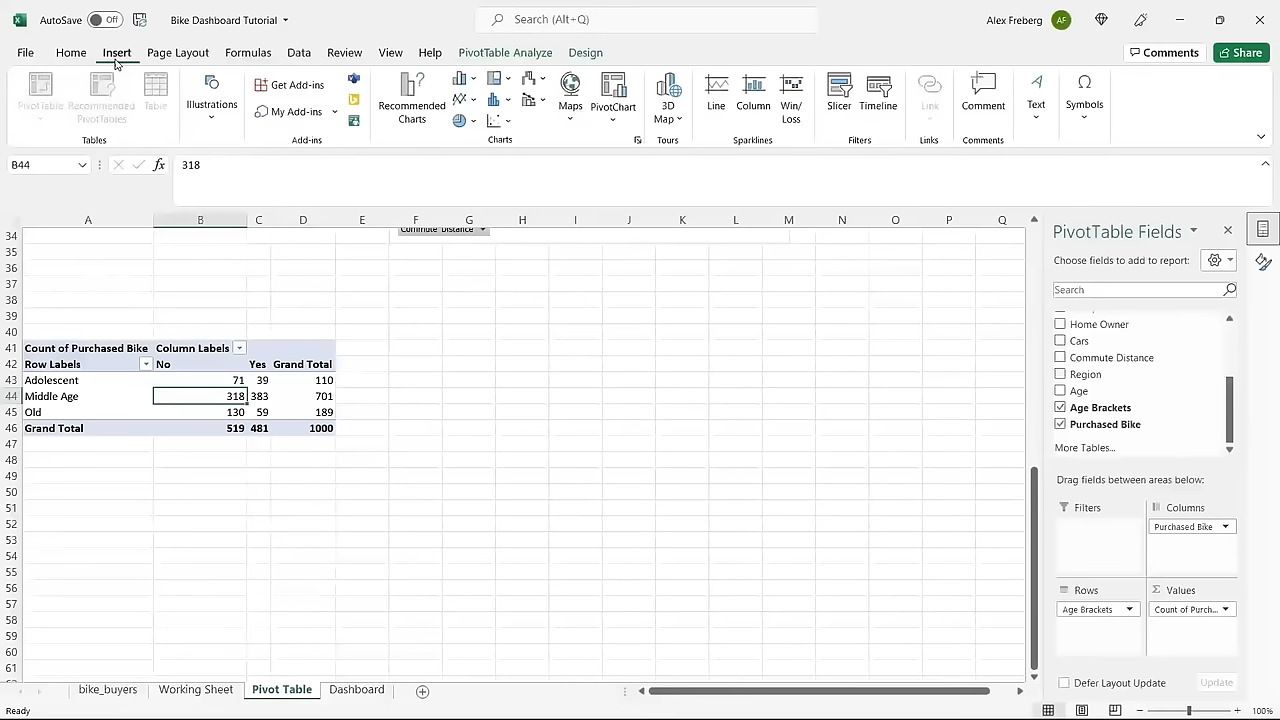 AutoSave Off Bike Dashboard Tutorial Search (Alt+Q) Alex Freberg AF
File Home Insert Page Layout Formulas Data Review View Help PivotTable Analyze Design Comments Share
PivotTable Recommended PivotTables Table Illustrations Get Add-ins My Add-ins Recommended Charts Maps PivotChart 3D Map Line Column Win/Loss Slicer Timeline Link Comment Text Symbols
Tables Add-ins Charts Tours Sparklines Filters Links Comments
B44 fx 318
A B C D E F G H I J K L M N O P Q
34 Commute Distance
35
36
37
38
39
40
41 Count of Purchased Bike Column Labels
42 Row Labels No Yes Grand Total
43 Adolescent 71 39 110
44 Middle Age 318 383 701
45 Old 130 59 189
46 Grand Total 519 481 1000
47
48
49
50
51
52
53
54
55
56
57
58
59
60
61
PivotTable Fields
Choose fields to add to report:
Search
Home Owner
Cars
Commute Distance
Region
Age
Age Brackets
Purchased Bike
More Tables...
Drag fields between areas below:
Filters Columns
Purchased Bike
Rows Σ Values
Age Brackets Count of Purch...
Defer Layout Update Update
bike_buyers Working Sheet Pivot Table Dashboard
Ready 100%